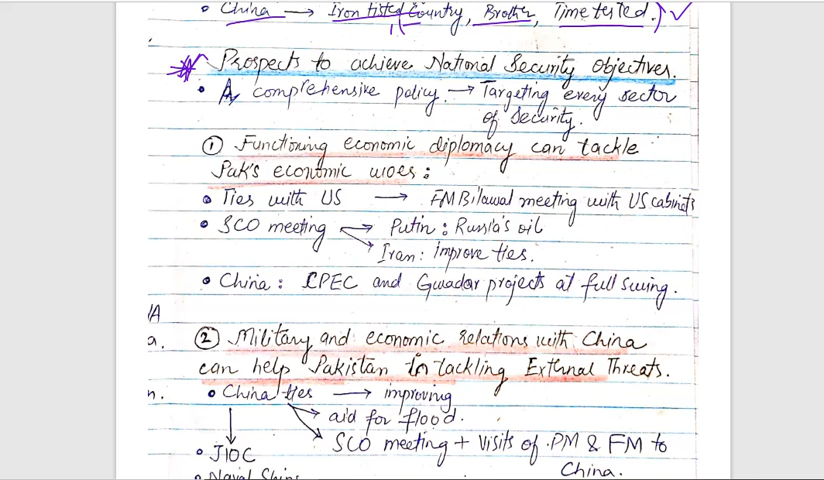 • China → Iron tisted Country, Brother, Time tested.) ✓
Prospects to achieve National Security Objectives.
• A comprehensive policy. → Targeting every sector
of Security.
① Functioning economic diplomacy can tackle
Pak's economic woes:
• Ties with US → FM Bilawal meeting with US cabinets
• SCO meeting → Putin: Russia's oil
→ Iran: improve ties.
• China: CPEC and Gwadar projects at full swing.
A
a. ② Military and economic relations with China
can help Pakistan in tackling External Threats.
n. • China ties → improving
→ aid for flood.
→ SCO meeting + visits of PM & FM to
China.
• JIOC
• Naval Ships